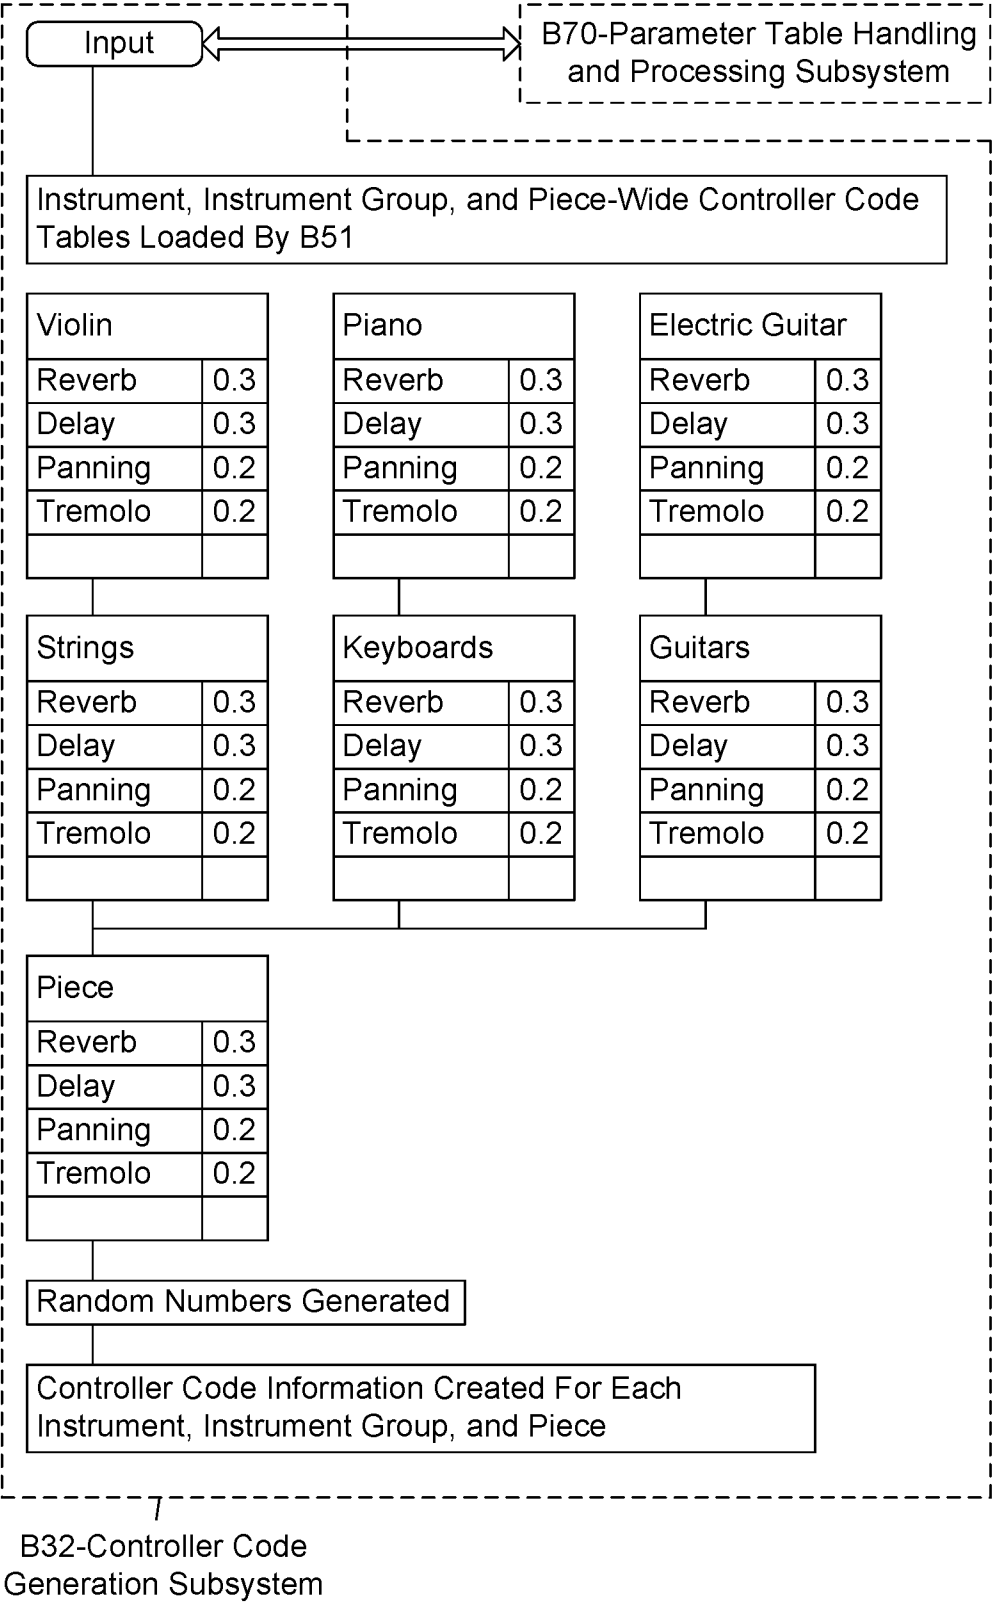 Input
B70-Parameter Table Handling
and Processing Subsystem
Instrument, Instrument Group, and Piece-Wide Controller Code
Tables Loaded By B51
Violin
Reverb 0.3
Delay 0.3
Panning 0.2
Tremolo 0.2
Piano
Reverb 0.3
Delay 0.3
Panning 0.2
Tremolo 0.2
Electric Guitar
Reverb 0.3
Delay 0.3
Panning 0.2
Tremolo 0.2
Strings
Reverb 0.3
Delay 0.3
Panning 0.2
Tremolo 0.2
Keyboards
Reverb 0.3
Delay 0.3
Panning 0.2
Tremolo 0.2
Guitars
Reverb 0.3
Delay 0.3
Panning 0.2
Tremolo 0.2
Piece
Reverb 0.3
Delay 0.3
Panning 0.2
Tremolo 0.2
Random Numbers Generated
Controller Code Information Created For Each
Instrument, Instrument Group, and Piece
B32-Controller Code
Generation Subsystem